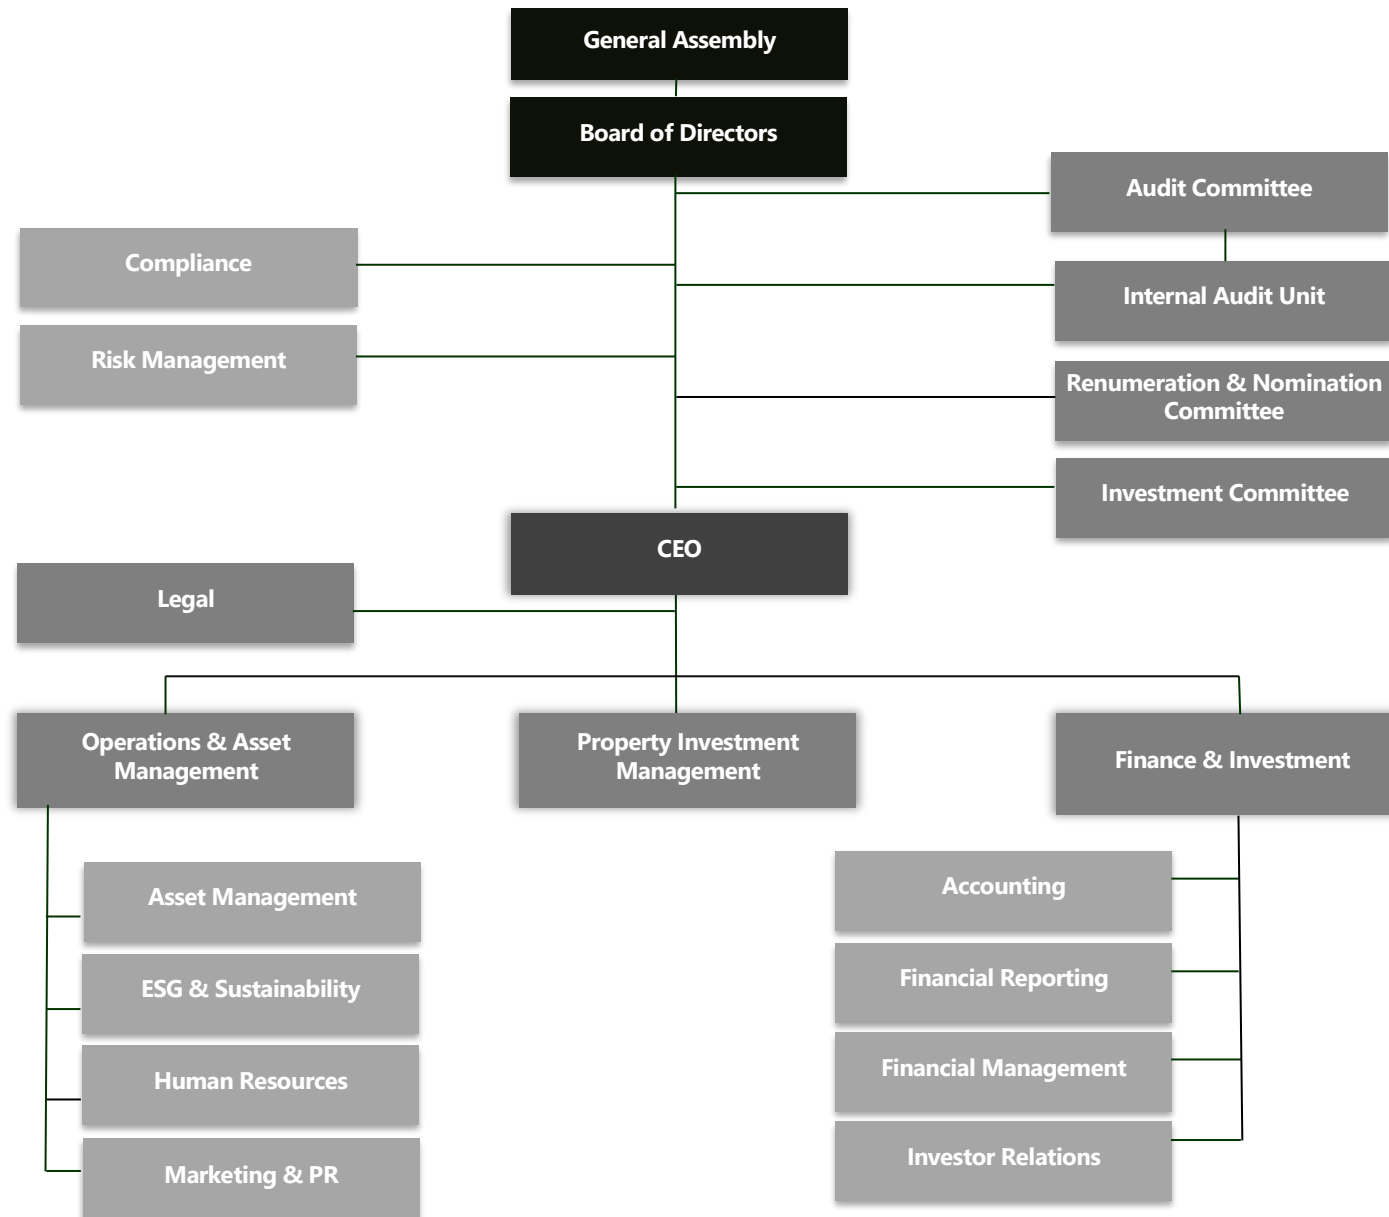 General Assembly
Board of Directors
Audit Committee
Compliance
Internal Audit Unit
Risk Management
Renumeration & Nomination
Committee
Investment Committee
CEO
Legal
Operations & Asset
Management
Property Investment
Management
Finance & Investment
Asset Management
ESG & Sustainability
Human Resources
Marketing & PR
Accounting
Financial Reporting
Financial Management
Investor Relations